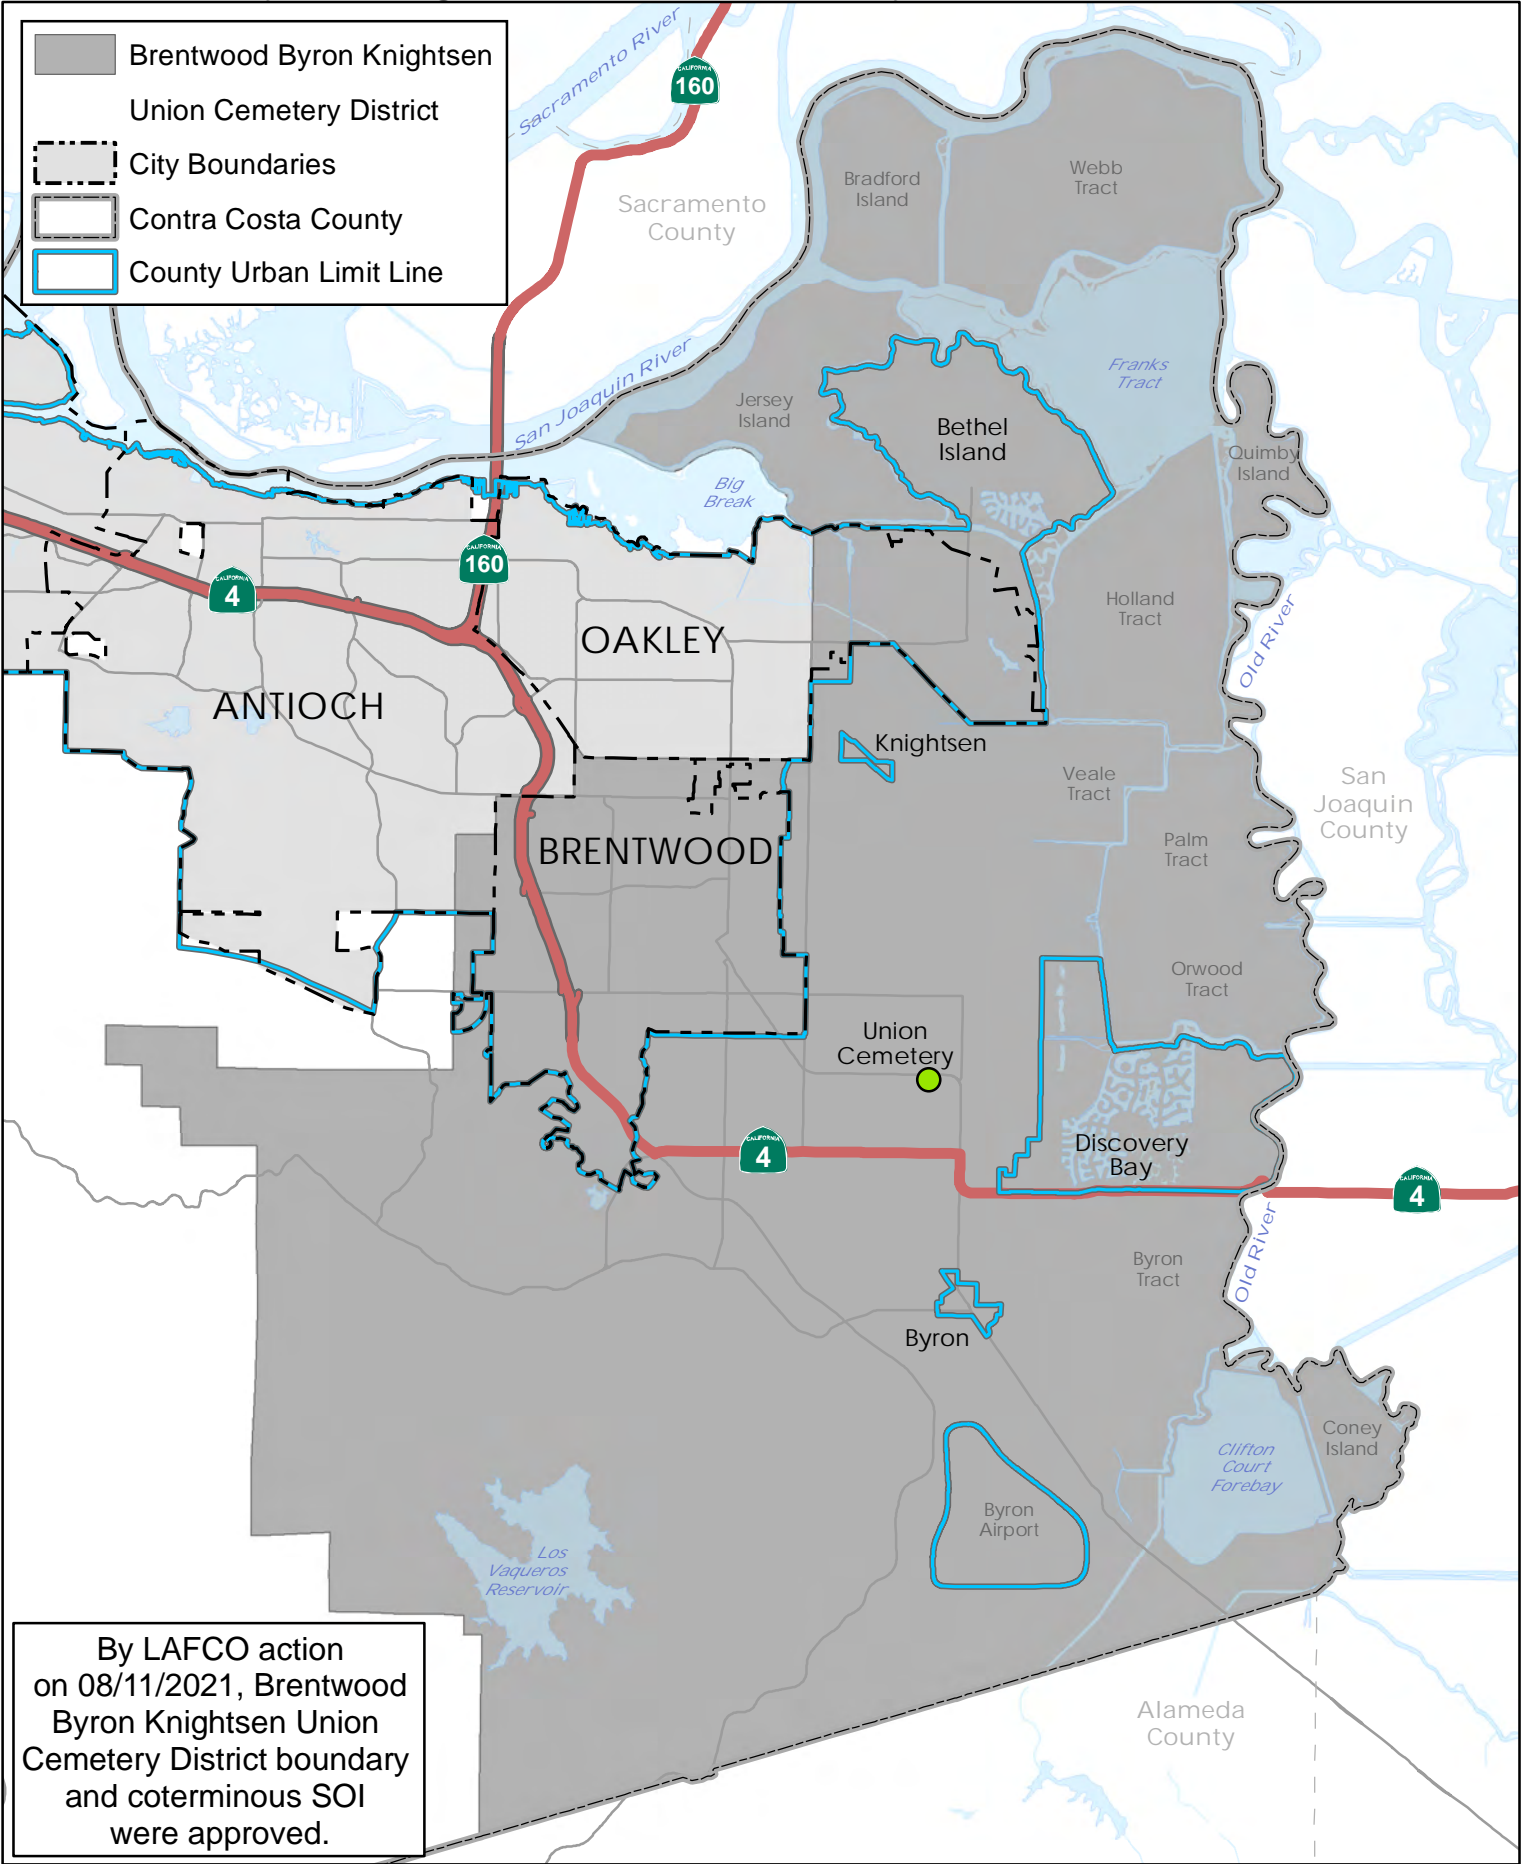 Brentwood Byron Knightsen
Union Cemetery District
City Boundaries
Contra Costa County
County Urban Limit Line
Sacramento River
CALIFORNIA
160
Sacramento
County
Bradford
Island
Webb
Tract
San Joaquin River
Jersey
Island
Franks
Tract
Bethel
Island
Quimby
Island
Big
Break
CALIFORNIA
160
CALIFORNIA
4
OAKLEY
Holland
Tract
Old River
ANTIOCH
Knightsen
Veale
Tract
San
Joaquin
County
BRENTWOOD
Palm
Tract
Orwood
Tract
Union
Cemetery
Discovery
Bay
CALIFORNIA
4
CALIFORNIA
4
Byron
Tract
Old River
Byron
Coney
Island
Clifton
Court
Forebay
Byron
Airport
Los
Vaqueros
Reservoir
By LAFCO action
on 08/11/2021, Brentwood
Byron Knightsen Union
Cemetery District boundary
and coterminous SOI
were approved.
Alameda
County